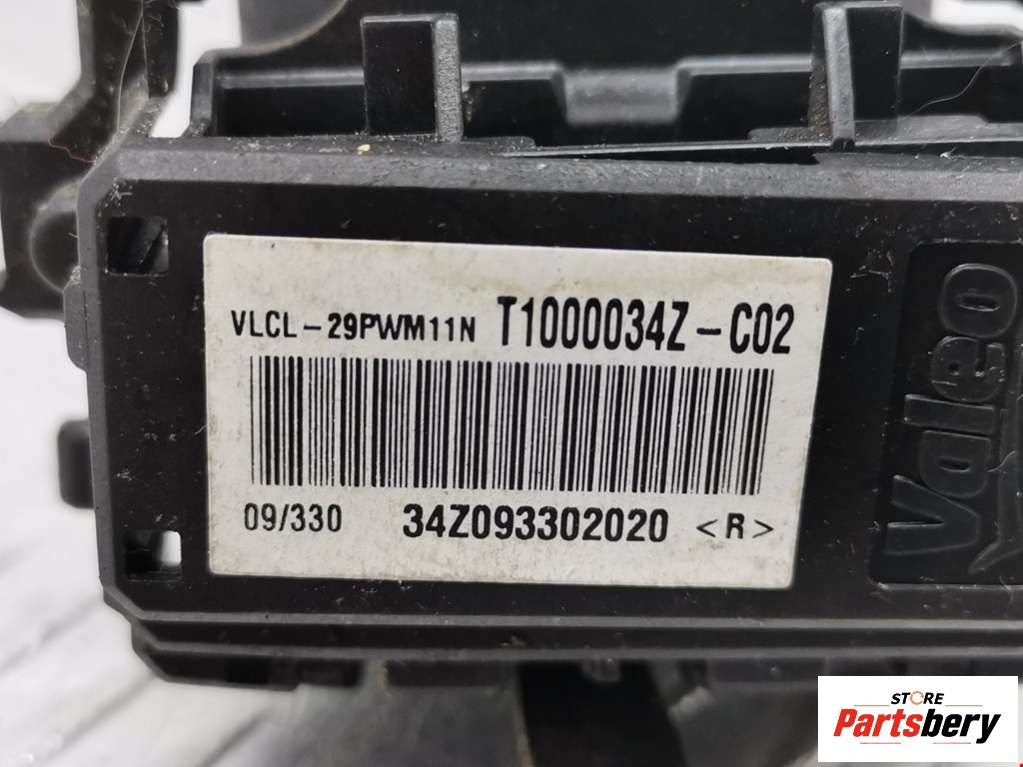 VLCL-29PWM11N T1000034Z-C02
09/330 34Z093302020 <R>
Valeo
STORE
Partsbery